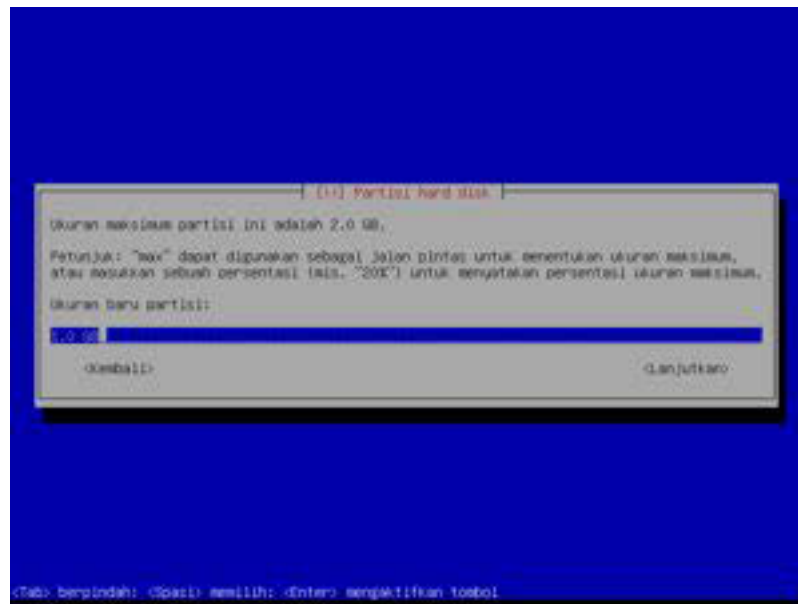 [!!] Partisi hard disk
Ukuran maksimum partisi ini adalah 2.0 GB.
Petunjuk: "max" dapat digunakan sebagai jalan pintas untuk menentukan ukuran maksimum,
atau masukkan sebuah persentasi (mis. "20%") untuk menyatakan persentasi ukuran maksimum.
Ukuran baru partisi:
2.0 GB
<Kembali> <Lanjutkan>
<Tab> berpindah; <Spasi> memilih; <Enter> mengaktifkan tombol